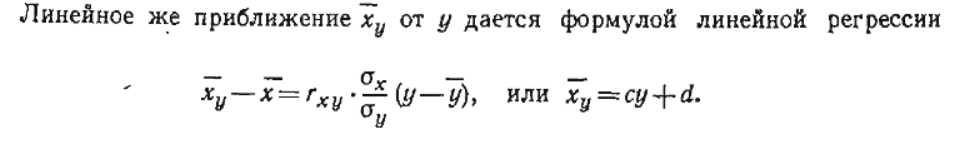 Линейное же приближение x̅_y от y дается формулой линейной регрессии
x̅_y — x̅ = r_xy · σ_x/σ_y (y — y̅), или x̅_y = cy + d.